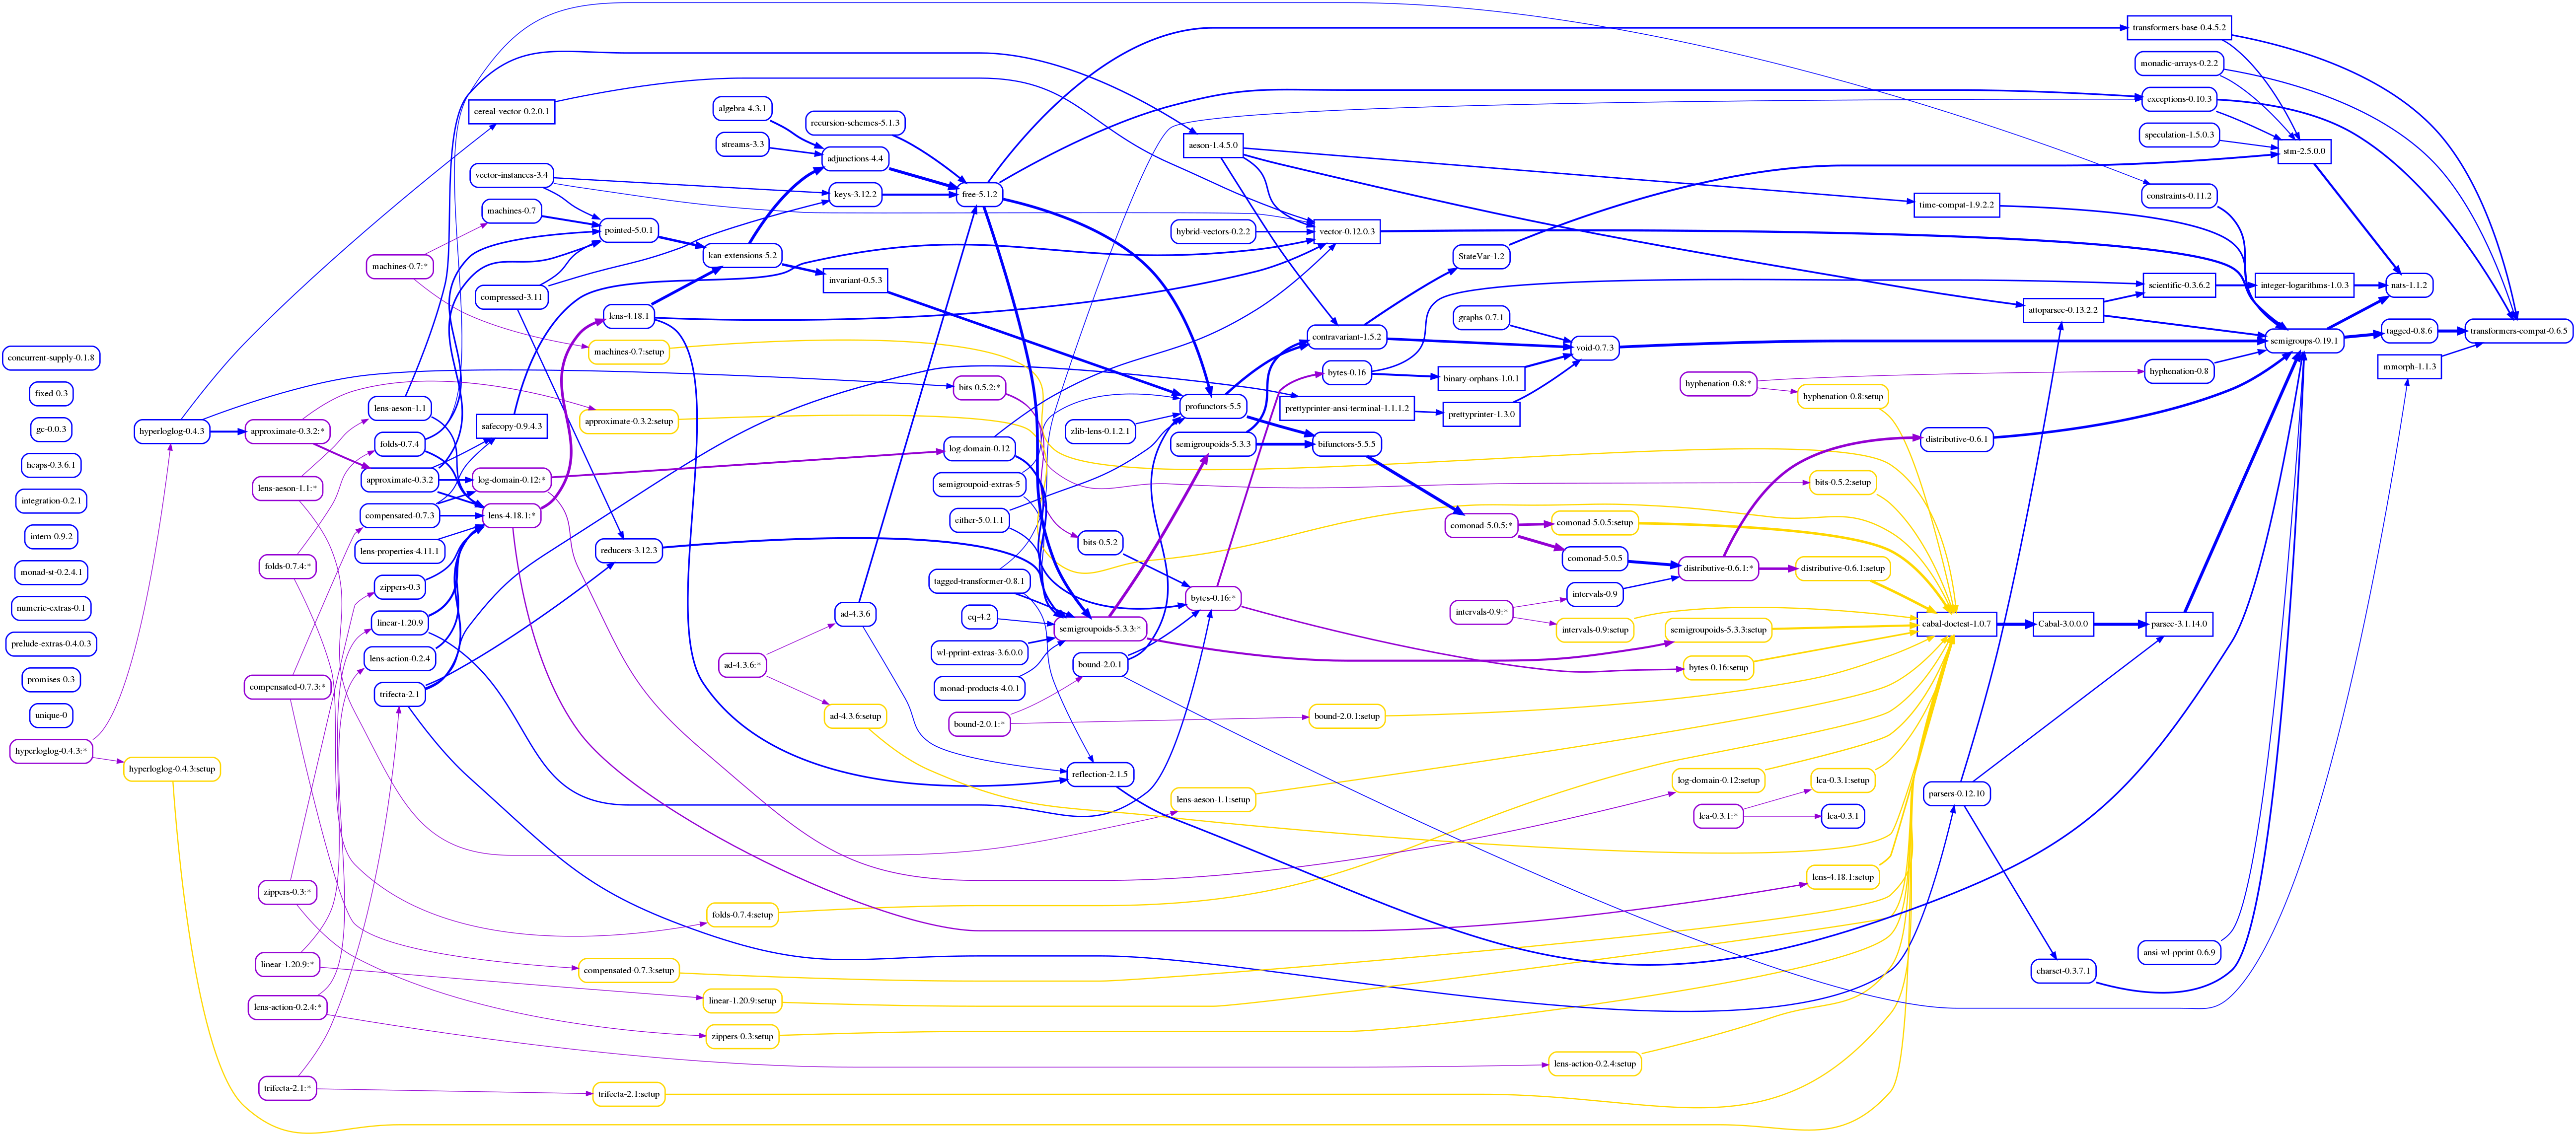 concurrent-supply-0.1.8
fixed-0.3
gc-0.0.3
heaps-0.3.6.1
integration-0.2.1
intern-0.9.2
monad-st-0.2.4.1
numeric-extras-0.1
prelude-extras-0.4.0.3
promises-0.3
unique-0
hyperloglog-0.4.3:*
hyperloglog-0.4.3
hyperloglog-0.4.3:setup
approximate-0.3.2:*
lens-aeson-1.1:*
folds-0.7.4:*
compensated-0.7.3:*
zippers-0.3:*
linear-1.20.9:*
lens-action-0.2.4:*
trifecta-2.1:*
machines-0.7:*
lens-aeson-1.1
folds-0.7.4
approximate-0.3.2
compensated-0.7.3
lens-properties-4.11.1
zippers-0.3
linear-1.20.9
lens-action-0.2.4
trifecta-2.1
cereal-vector-0.2.0.1
vector-instances-3.4
machines-0.7
compressed-3.11
safecopy-0.9.4.3
log-domain-0.12:*
lens-4.18.1:*
pointed-5.0.1
lens-4.18.1
machines-0.7:setup
approximate-0.3.2:setup
reducers-3.12.3
compensated-0.7.3:setup
trifecta-2.1:setup
algebra-4.3.1
streams-3.3
kan-extensions-5.2
ad-4.3.6:*
folds-0.7.4:setup
linear-1.20.9:setup
zippers-0.3:setup
recursion-schemes-5.1.3
adjunctions-4.4
keys-3.12.2
invariant-0.5.3
ad-4.3.6
ad-4.3.6:setup
free-5.1.2
bits-0.5.2:*
log-domain-0.12
semigroupoid-extras-5
either-5.0.1.1
tagged-transformer-0.8.1
eq-4.2
wl-pprint-extras-3.6.0.0
monad-products-4.0.1
bound-2.0.1:*
zlib-lens-0.1.2.1
bits-0.5.2
semigroupoids-5.3.3:*
bound-2.0.1
reflection-2.1.5
aeson-1.4.5.0
hybrid-vectors-0.2.2
profunctors-5.5
semigroupoids-5.3.3
bytes-0.16:*
lens-aeson-1.1:setup
vector-0.12.0.3
contravariant-1.5.2
bytes-0.16
prettyprinter-ansi-terminal-1.1.1.2
bifunctors-5.5.5
bound-2.0.1:setup
StateVar-1.2
graphs-0.7.1
binary-orphans-1.0.1
prettyprinter-1.3.0
comonad-5.0.5:*
intervals-0.9:*
void-0.7.3
comonad-5.0.5:setup
comonad-5.0.5
intervals-0.9
intervals-0.9:setup
lens-action-0.2.4:setup
hyphenation-0.8:*
distributive-0.6.1:*
semigroupoids-5.3.3:setup
bytes-0.16:setup
log-domain-0.12:setup
lca-0.3.1:*
hyphenation-0.8:setup
bits-0.5.2:setup
distributive-0.6.1:setup
lca-0.3.1:setup
lca-0.3.1
lens-4.18.1:setup
time-compat-1.9.2.2
distributive-0.6.1
cabal-doctest-1.0.7
parsers-0.12.10
attoparsec-0.13.2.2
Cabal-3.0.0.0
charset-0.3.7.1
transformers-base-0.4.5.2
monadic-arrays-0.2.2
exceptions-0.10.3
speculation-1.5.0.3
constraints-0.11.2
scientific-0.3.6.2
hyphenation-0.8
parsec-3.1.14.0
ansi-wl-pprint-0.6.9
stm-2.5.0.0
integer-logarithms-1.0.3
semigroups-0.19.1
nats-1.1.2
tagged-0.8.6
mmorph-1.1.3
transformers-compat-0.6.5